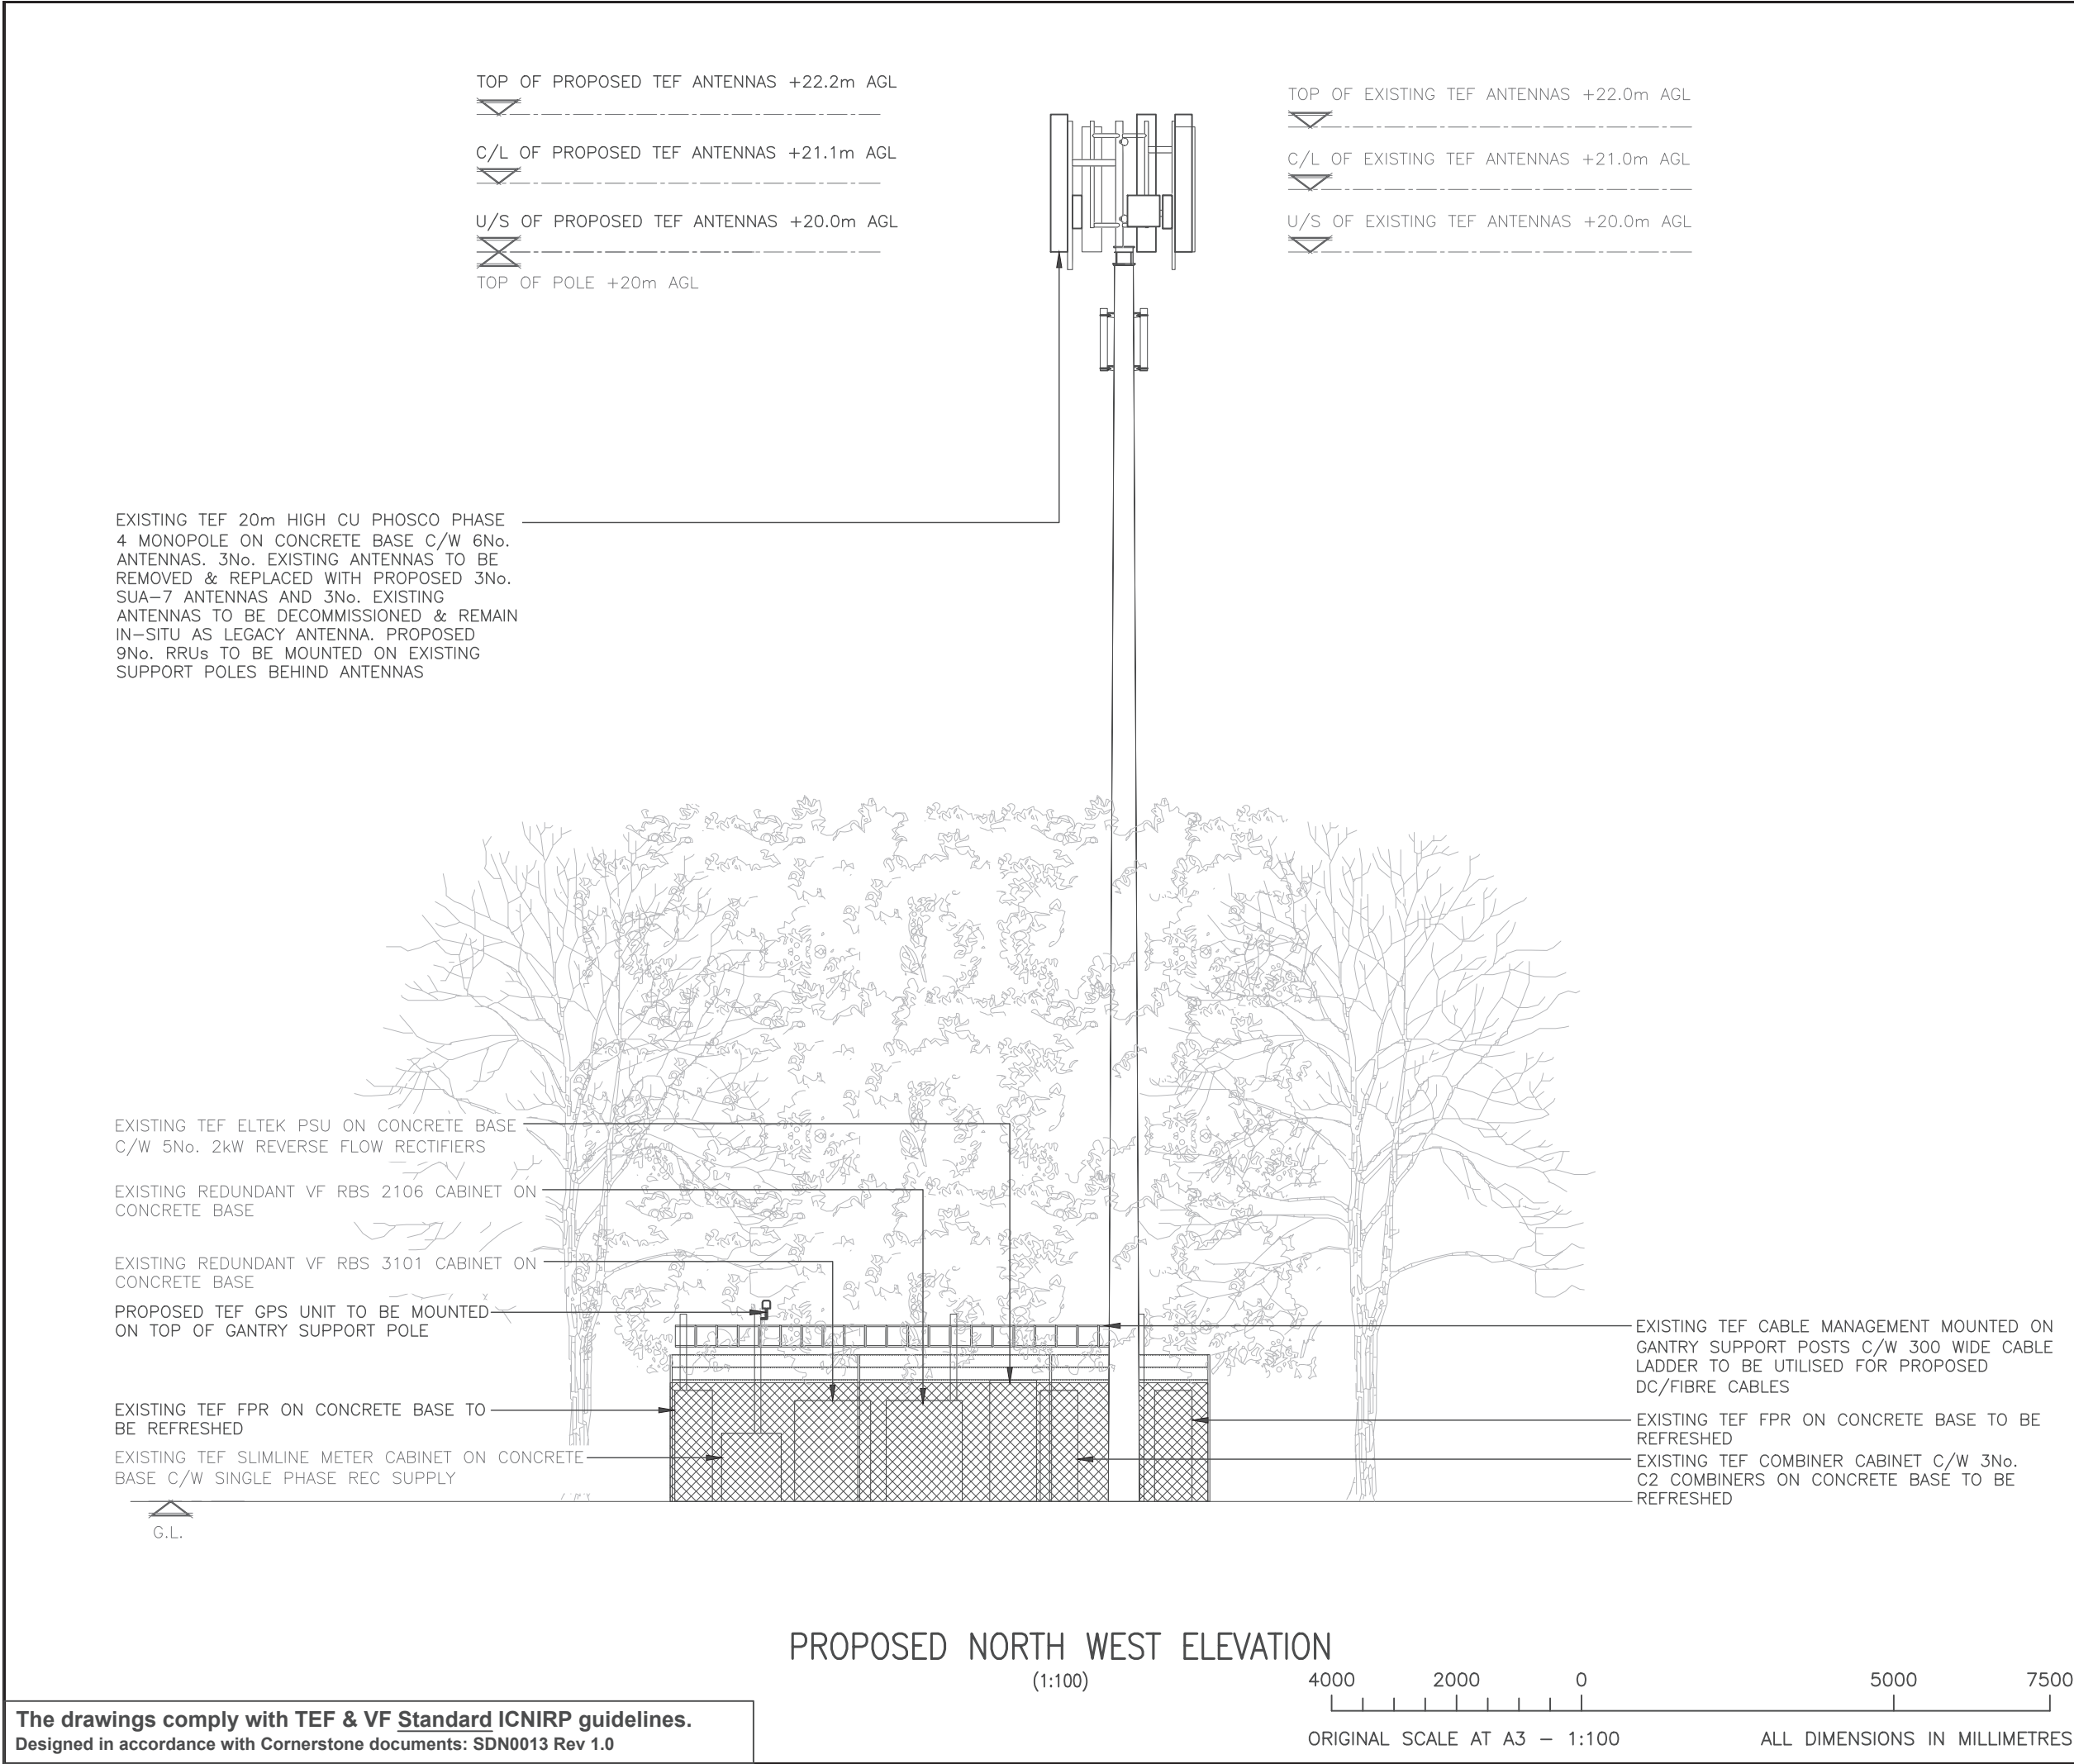 TOP OF PROPOSED TEF ANTENNAS +22.2m AGL
C/L OF PROPOSED TEF ANTENNAS +21.1m AGL
U/S OF PROPOSED TEF ANTENNAS +20.0m AGL
TOP OF POLE +20m AGL
TOP OF EXISTING TEF ANTENNAS +22.0m AGL
C/L OF EXISTING TEF ANTENNAS +21.0m AGL
U/S OF EXISTING TEF ANTENNAS +20.0m AGL
EXISTING TEF 20m HIGH CU PHOSCO PHASE
4 MONOPOLE ON CONCRETE BASE C/W 6No.
ANTENNAS. 3No. EXISTING ANTENNAS TO BE
REMOVED & REPLACED WITH PROPOSED 3No.
SUA-7 ANTENNAS AND 3No. EXISTING
ANTENNAS TO BE DECOMMISSIONED & REMAIN
IN-SITU AS LEGACY ANTENNA. PROPOSED
9No. RRUs TO BE MOUNTED ON EXISTING
SUPPORT POLES BEHIND ANTENNAS
EXISTING TEF ELTEK PSU ON CONCRETE BASE
C/W 5No. 2kW REVERSE FLOW RECTIFIERS
EXISTING REDUNDANT VF RBS 2106 CABINET ON
CONCRETE BASE
EXISTING REDUNDANT VF RBS 3101 CABINET ON
CONCRETE BASE
PROPOSED TEF GPS UNIT TO BE MOUNTED
ON TOP OF GANTRY SUPPORT POLE
EXISTING TEF FPR ON CONCRETE BASE TO
BE REFRESHED
EXISTING TEF SLIMLINE METER CABINET ON CONCRETE
BASE C/W SINGLE PHASE REC SUPPLY
G.L.
EXISTING TEF CABLE MANAGEMENT MOUNTED ON
GANTRY SUPPORT POSTS C/W 300 WIDE CABLE
LADDER TO BE UTILISED FOR PROPOSED
DC/FIBRE CABLES
EXISTING TEF FPR ON CONCRETE BASE TO BE
REFRESHED
EXISTING TEF COMBINER CABINET C/W 3No.
C2 COMBINERS ON CONCRETE BASE TO BE
REFRESHED
PROPOSED NORTH WEST ELEVATION
(1:100)
4000 2000 0 5000 7500
ORIGINAL SCALE AT A3 - 1:100 ALL DIMENSIONS IN MILLIMETRES
The drawings comply with TEF & VF Standard ICNIRP guidelines.
Designed in accordance with Cornerstone documents: SDN0013 Rev 1.0